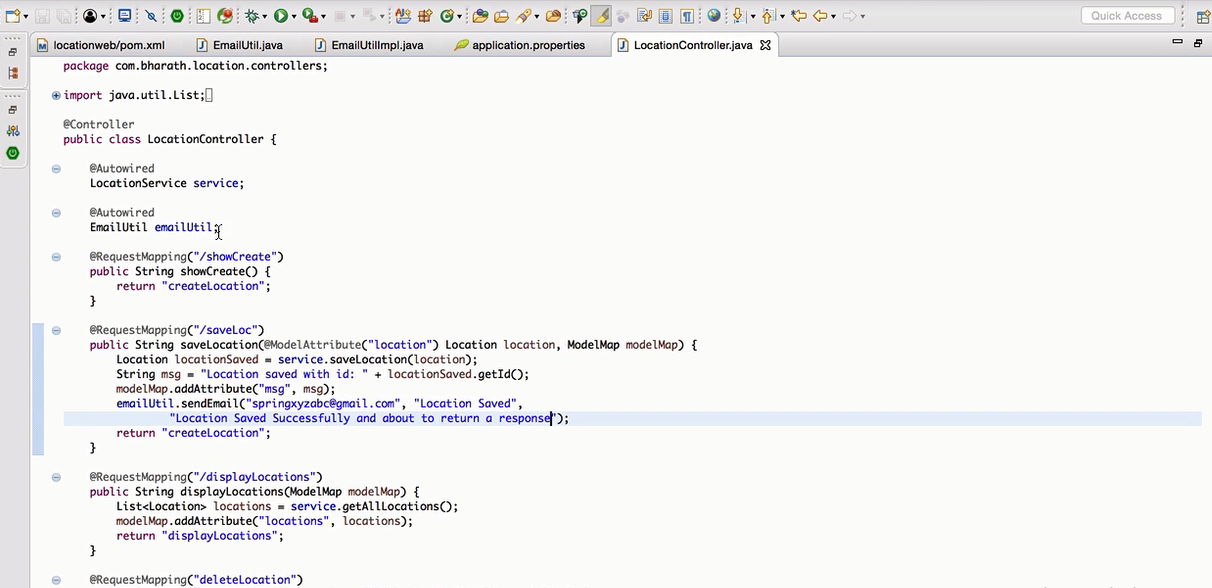 Quick Access
locationweb/pom.xml EmailUtil.java EmailUtilImpl.java application.properties LocationController.java
package com.bharath.location.controllers;
import java.util.List;
@Controller
public class LocationController {
@Autowired
LocationService service;
@Autowired
EmailUtil emailUtil;
@RequestMapping("/showCreate")
public String showCreate() {
return "createLocation";
}
@RequestMapping("/saveLoc")
public String saveLocation(@ModelAttribute("location") Location location, ModelMap modelMap) {
Location locationSaved = service.saveLocation(location);
String msg = "Location saved with id: " + locationSaved.getId();
modelMap.addAttribute("msg", msg);
emailUtil.sendEmail("springxyzabc@gmail.com", "Location Saved",
"Location Saved Successfully and about to return a response");
return "createLocation";
}
@RequestMapping("/displayLocations")
public String displayLocations(ModelMap modelMap) {
List<Location> locations = service.getAllLocations();
modelMap.addAttribute("locations", locations);
return "displayLocations";
}
@RequestMapping("deleteLocation")